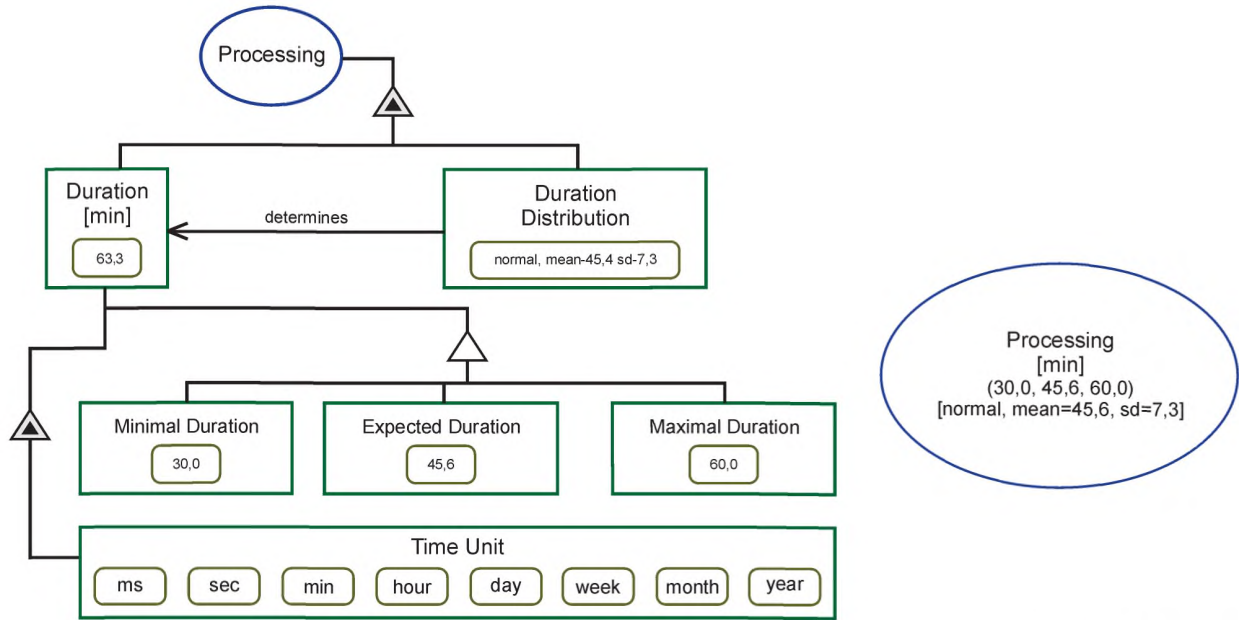 Processing
Duration
[min]
63,3
determines
Duration
Distribution
normal, mean-45,4 sd-7,3
Minimal Duration
30,0
Expected Duration
45,6
Maximal Duration
60,0
Time Unit
ms
sec
min
hour
day
week
month
year
Processing
[min]
(30,0, 45,6, 60,0)
[normal, mean=45,6, sd=7,3]